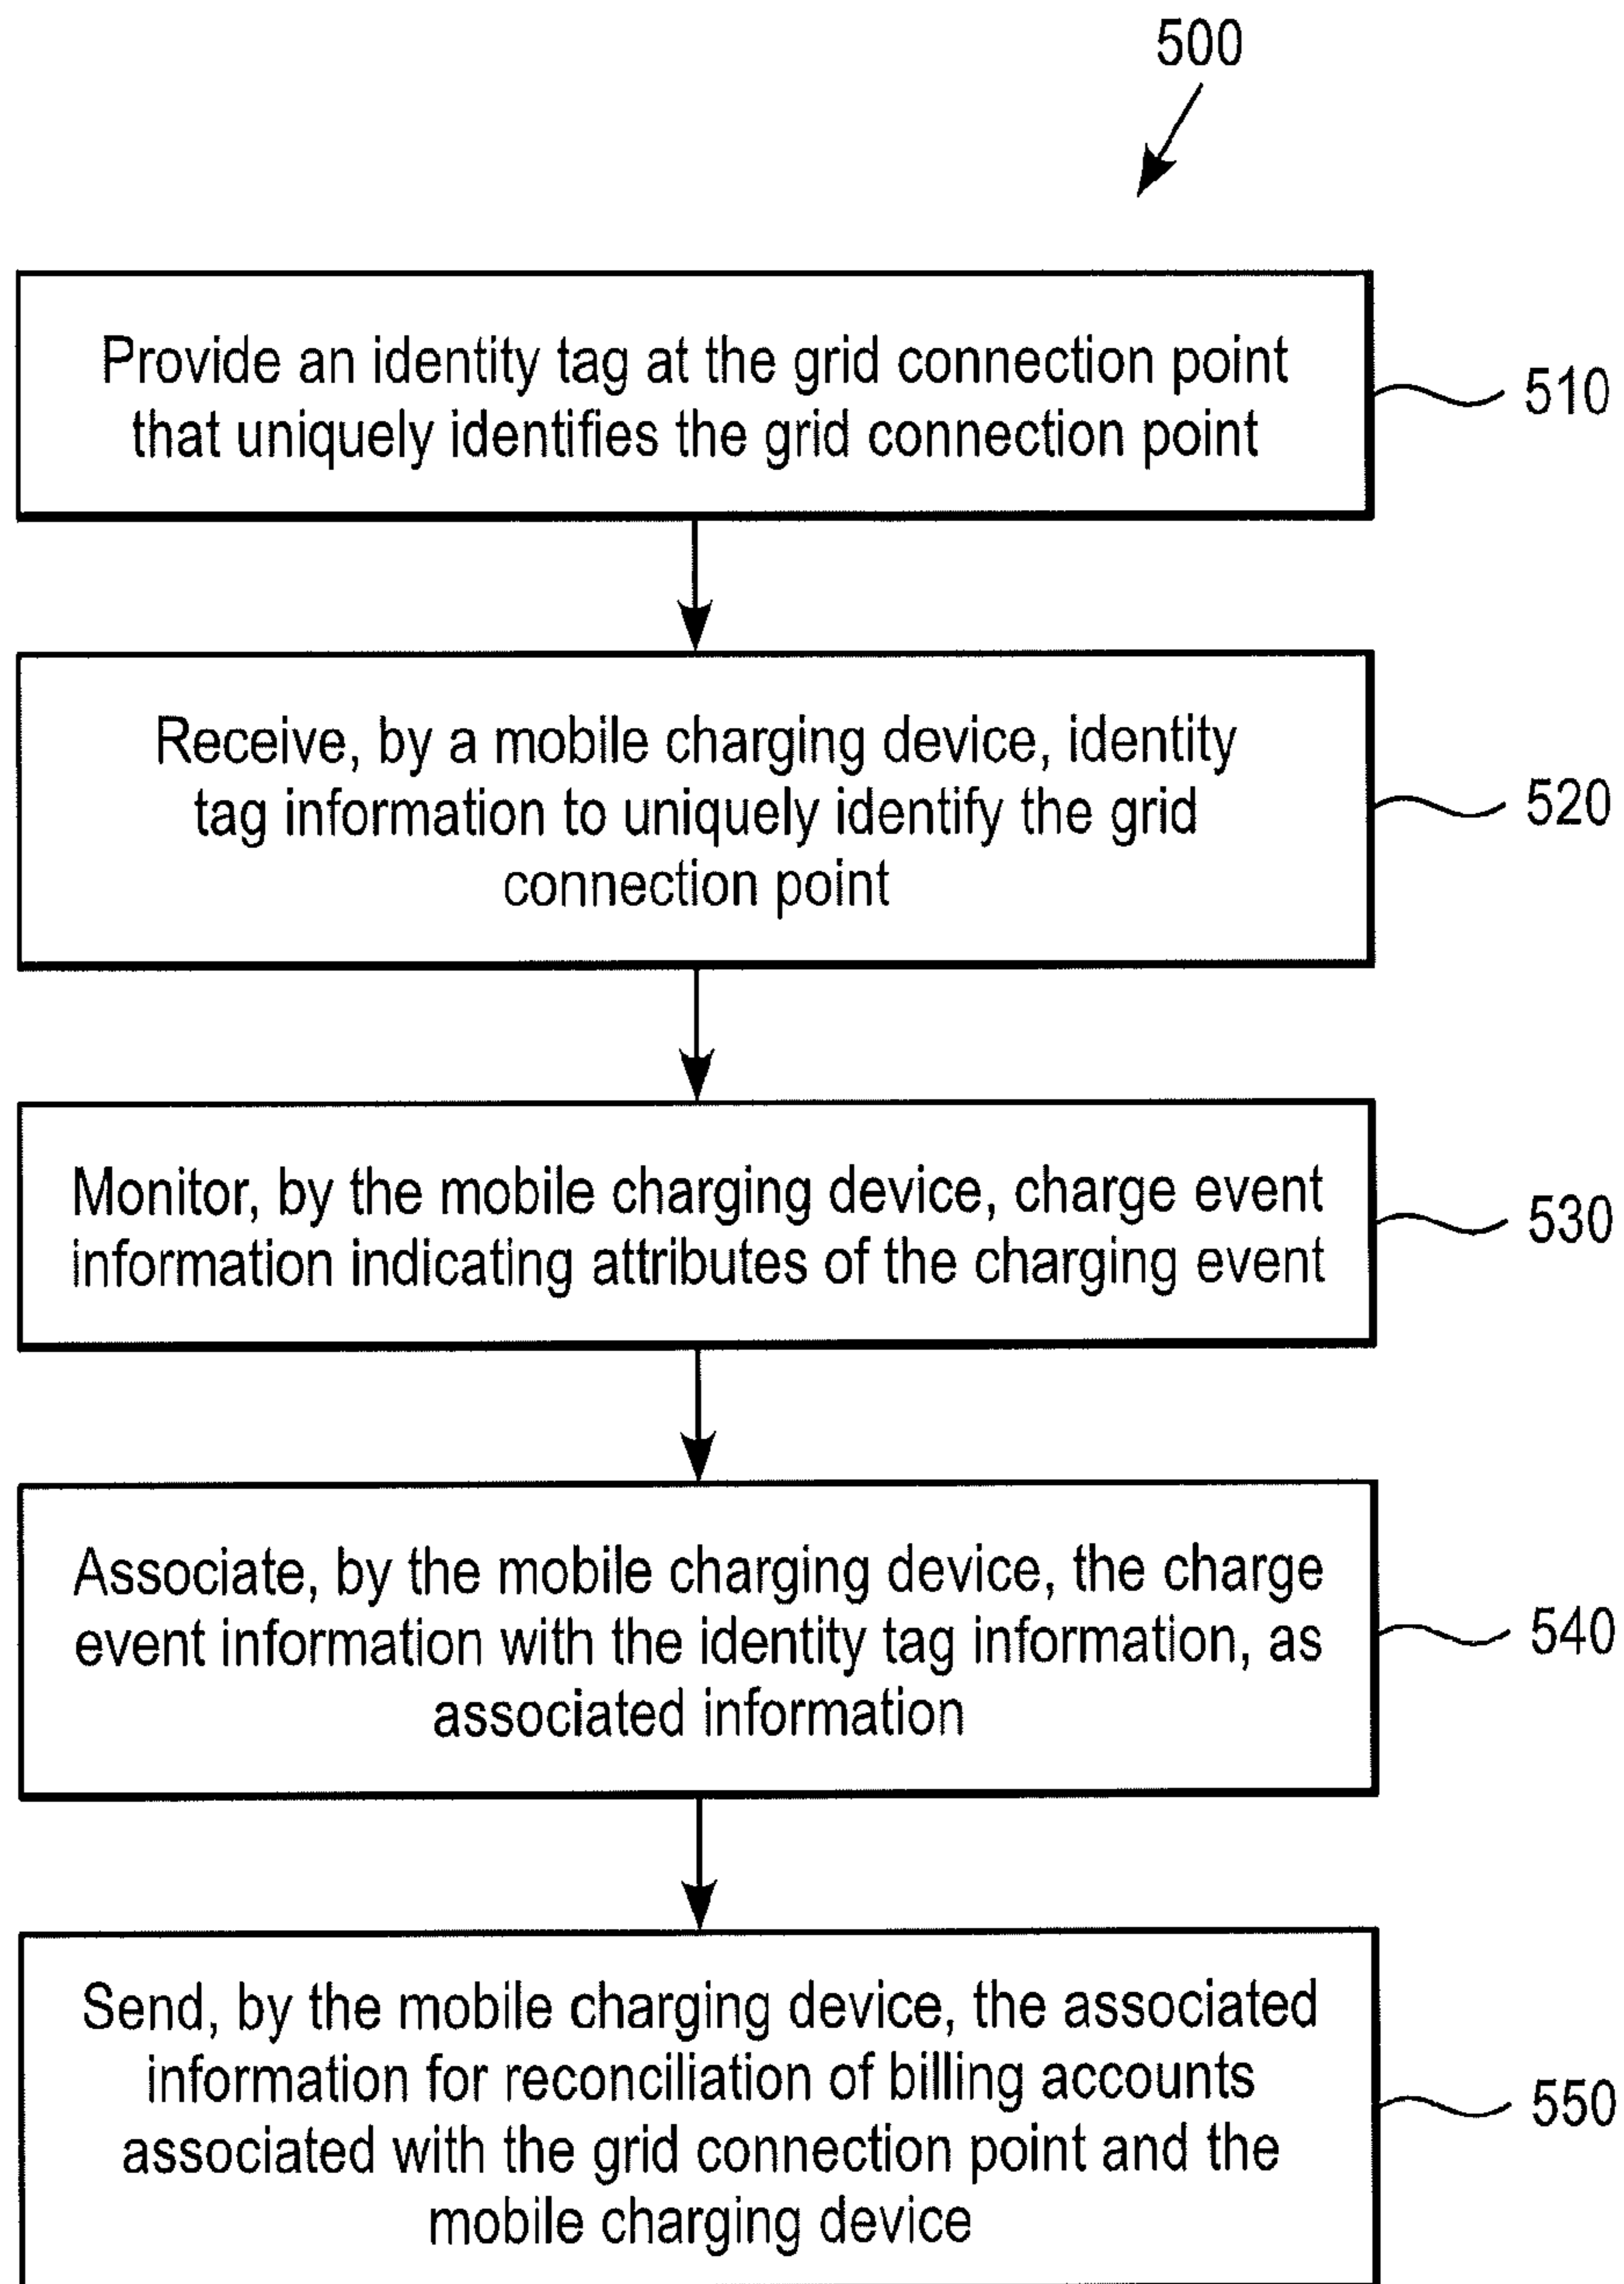 500
Provide an identity tag at the grid connection point
that uniquely identifies the grid connection point
510
Receive, by a mobile charging device, identity
tag information to uniquely identify the grid
connection point
520
Monitor, by the mobile charging device, charge event
information indicating attributes of the charging event
530
Associate, by the mobile charging device, the charge
event information with the identity tag information, as
associated information
540
Send, by the mobile charging device, the associated
information for reconciliation of billing accounts
associated with the grid connection point and the
mobile charging device
550